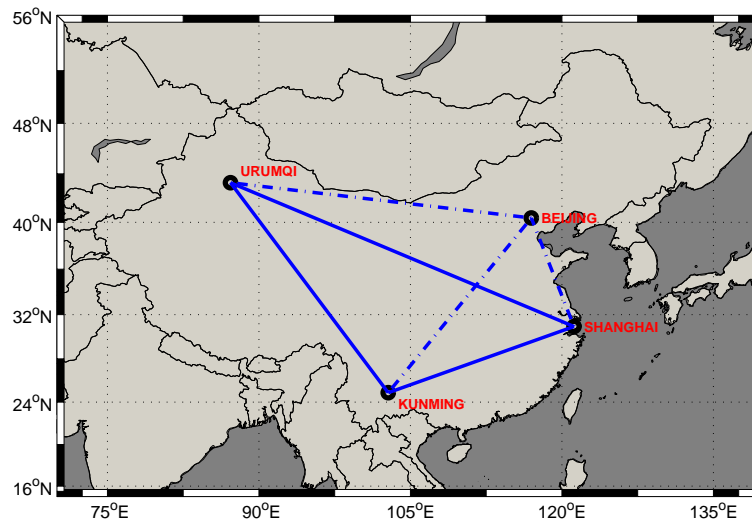 56°N
48°N
40°N
32°N
24°N
16°N
URUMQI
BEIJING
SHANGHAI
KUNMING
75°E
90°E
105°E
120°E
135°E